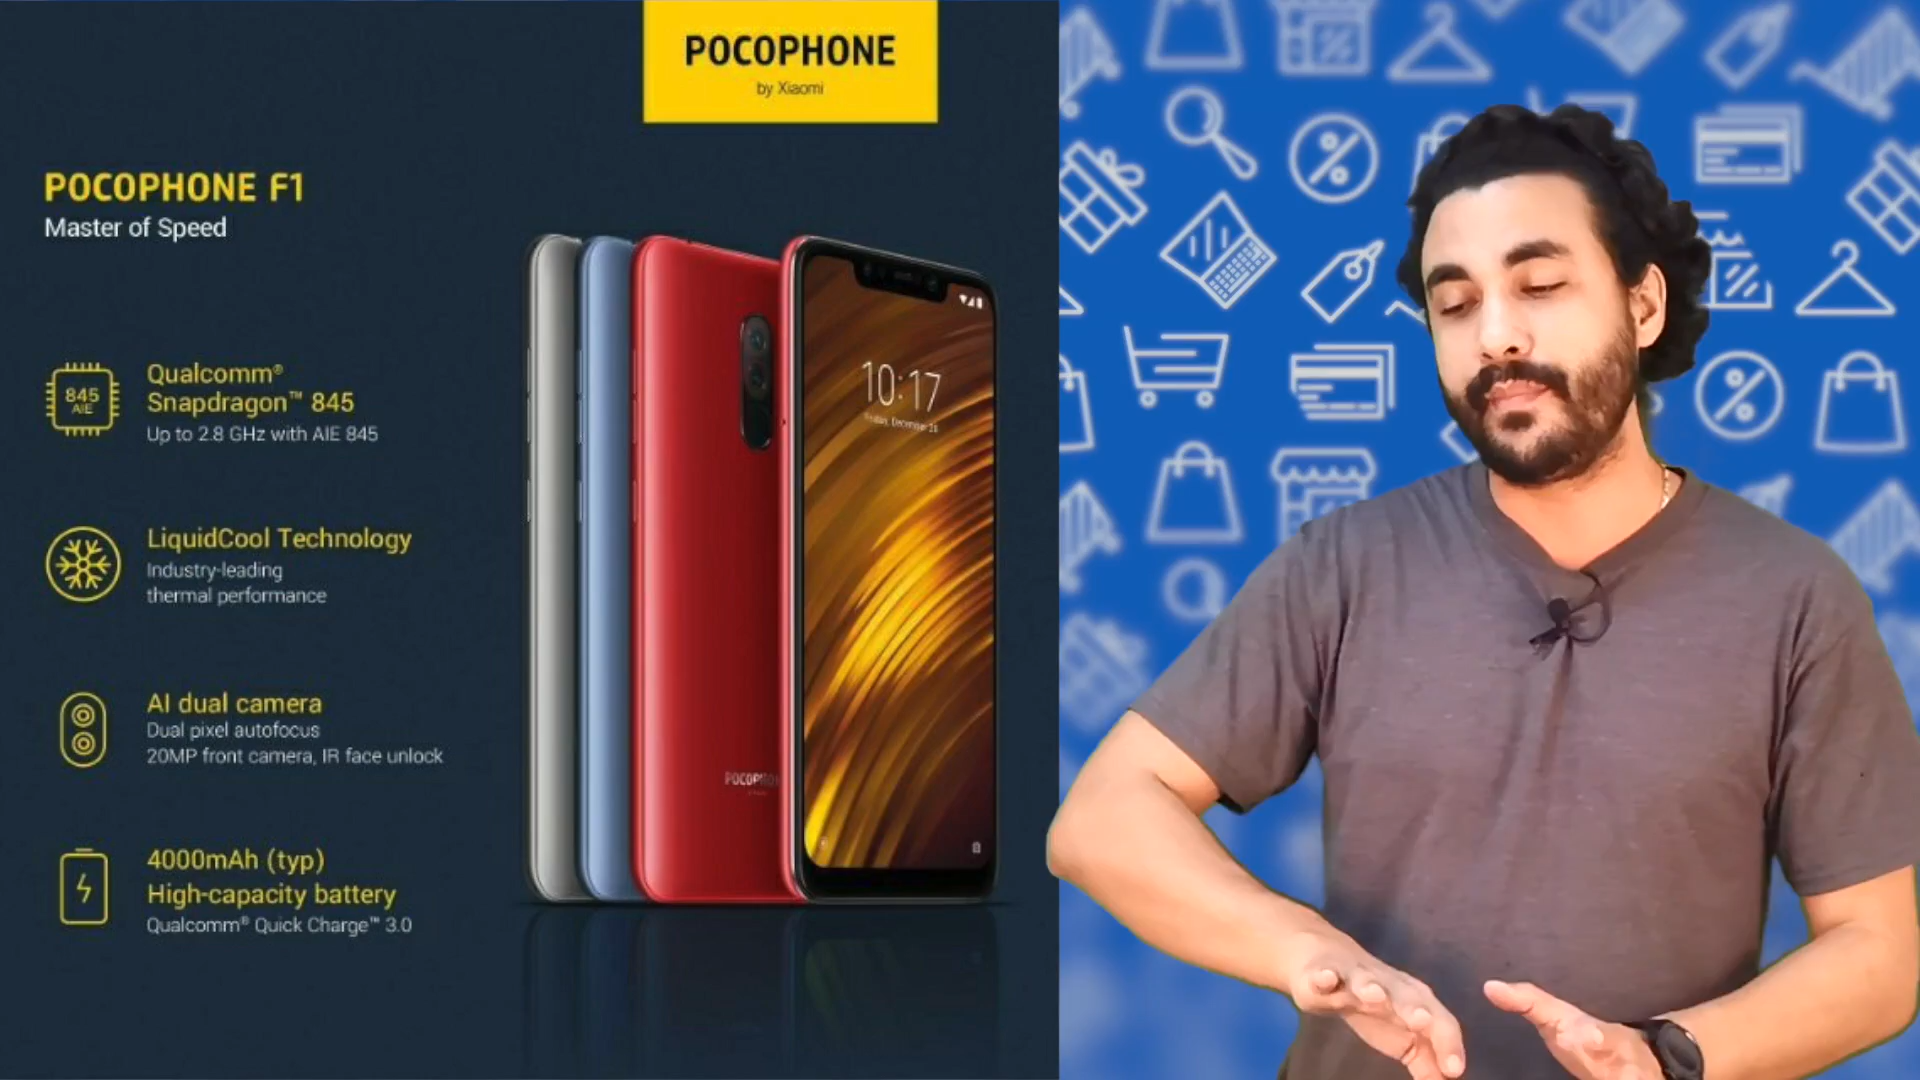 POCOPHONE
by Xiaomi
POCOPHONE F1
Master of Speed
845
AIE
Qualcomm®
Snapdragon™ 845
Up to 2.8 GHz with AIE 845
LiquidCool Technology
Industry-leading
thermal performance
AI dual camera
Dual pixel autofocus
20MP front camera, IR face unlock
4000mAh (typ)
High-capacity battery
Qualcomm® Quick Charge™ 3.0
10:17
December